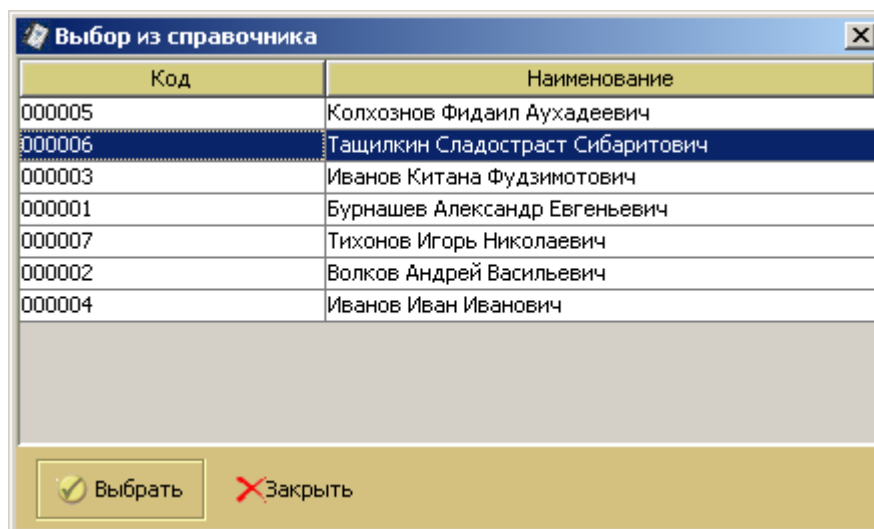 Выбор из справочника
Код Наименование
000005 Колхознов Фидаил Аухадеевич
000006 Тащилкин Сладостраст Сибаритович
000003 Иванов Китана Фудзимотович
000001 Бурнашев Александр Евгеньевич
000007 Тихонов Игорь Николаевич
000002 Волков Андрей Васильевич
000004 Иванов Иван Иванович
Выбрать Закрыть